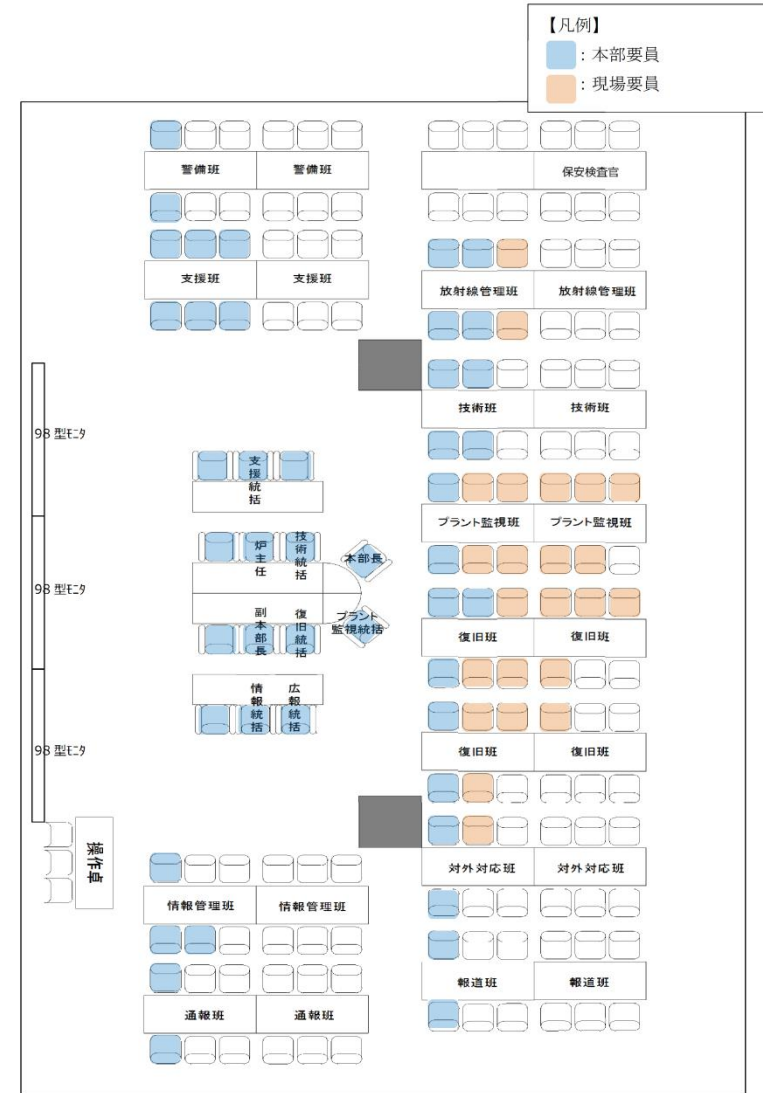 【凡例】
：本部要員
：現場要員
警備班
警備班
保安検査官
支援班
支援班
放射線管理班
放射線管理班
技術班
技術班
98 型ﾓﾆﾀ
支援統括
プラント監視班
プラント監視班
炉主任
技術統括
本部長
98 型ﾓﾆﾀ
副本部長
復旧統括
プラント
監視統括
復旧班
復旧班
情報統括
広報統括
98 型ﾓﾆﾀ
復旧班
復旧班
操作卓
対外対応班
対外対応班
情報管理班
情報管理班
報道班
報道班
通報班
通報班